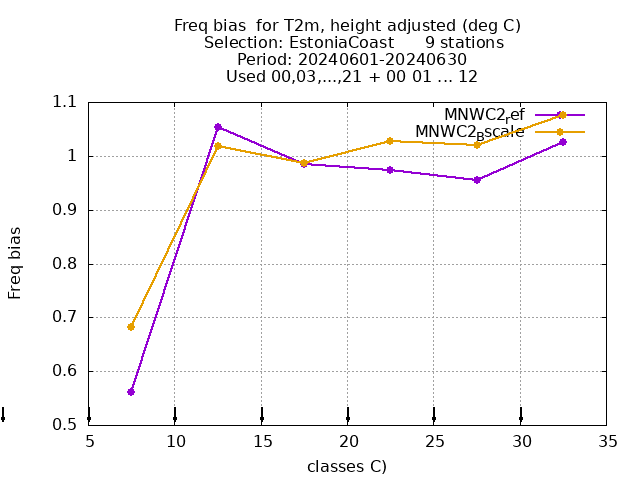 Freq bias  for T2m, height adjusted (deg C)
Selection: EstoniaCoast      9 stations
Period: 20240601-20240630
Used 00,03,...,21 + 00 01 ... 12
MNWC2ref
MNWC2Bscale
1.1
1
0.9
0.8
0.7
0.6
0.5
Freq bias
5 10 15 20 25 30 35
classes C)